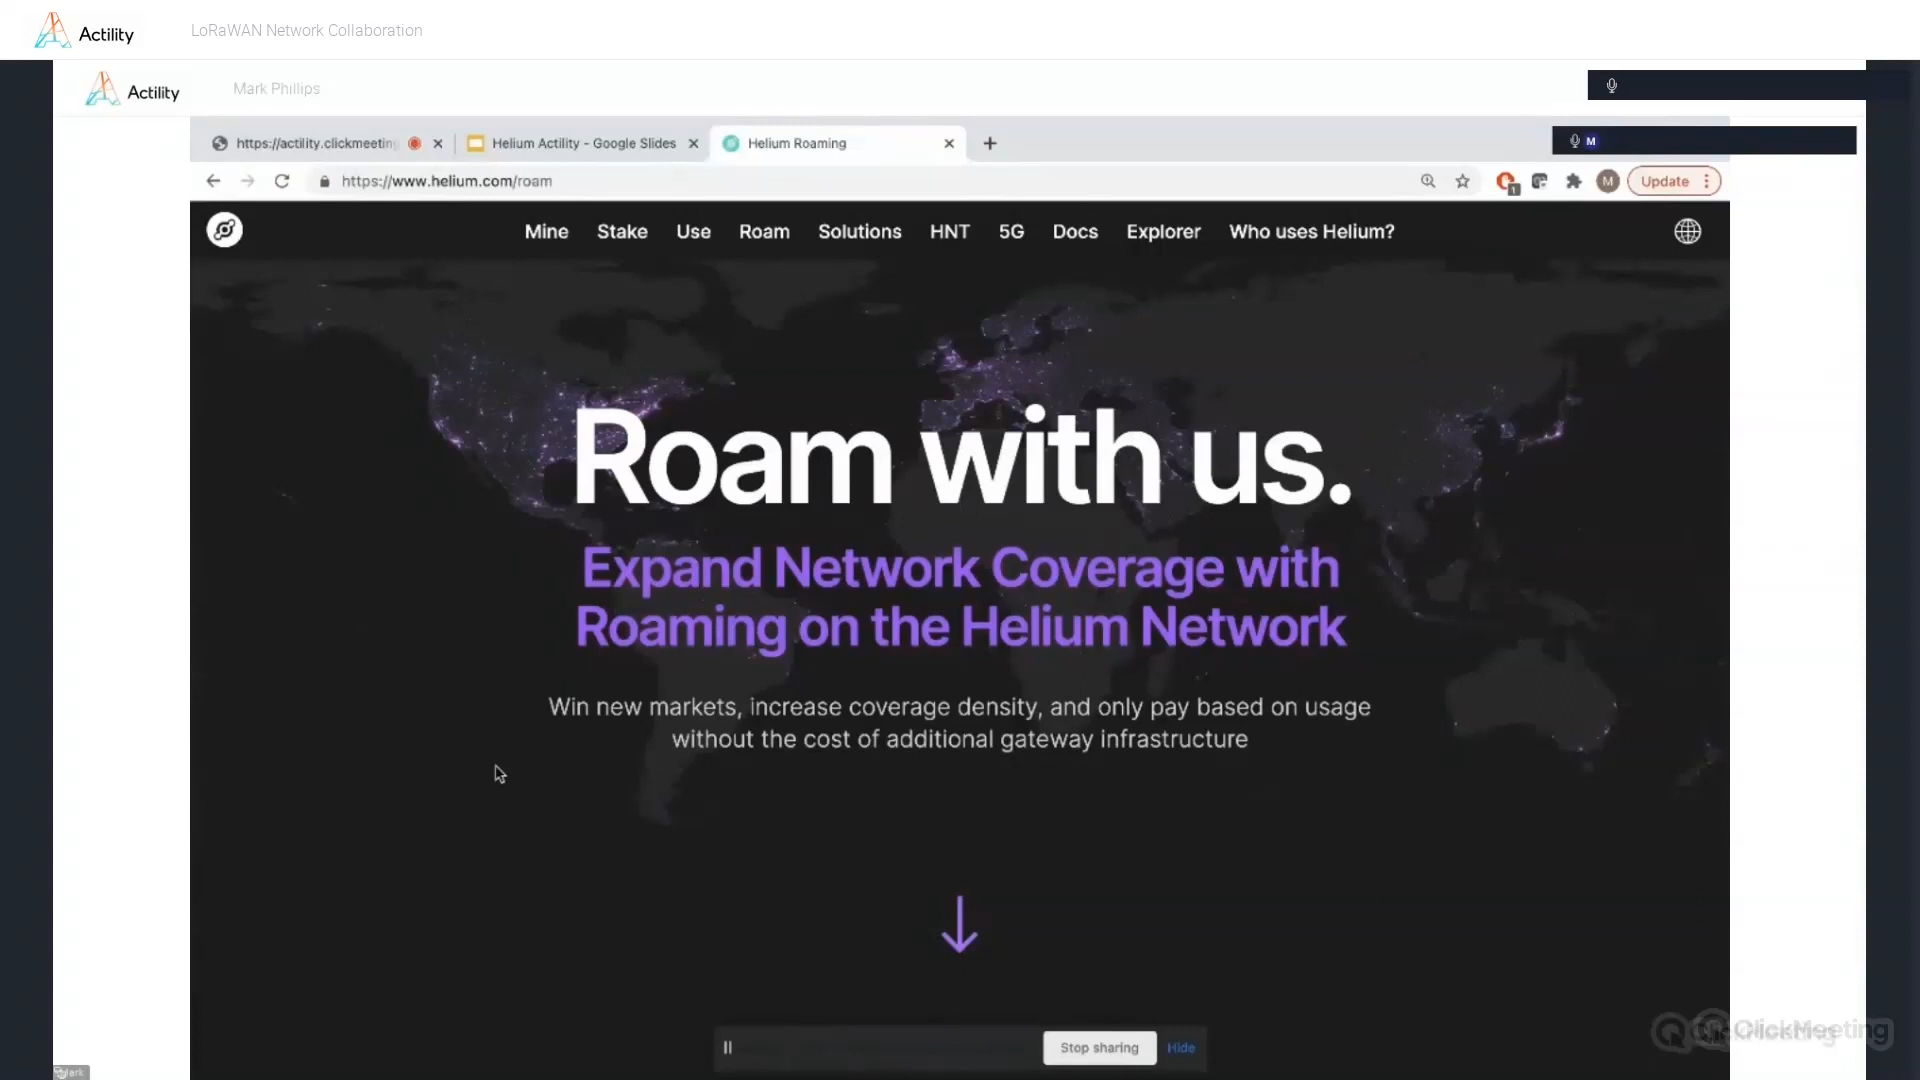 Actility
LoRaWAN Network Collaboration
Actility
Mark Phillips
https://actility.clickmeeting
Helium Actility - Google Slides
Helium Roaming
M
https://www.helium.com/roam
1
M
Update
Mine
Stake
Use
Roam
Solutions
HNT
5G
Docs
Explorer
Who uses Helium?
Roam with us.
Expand Network Coverage with
Roaming on the Helium Network
Win new markets, increase coverage density, and only pay based on usage
without the cost of additional gateway infrastructure
Stop sharing
Hide
ClickMeeting
Mark